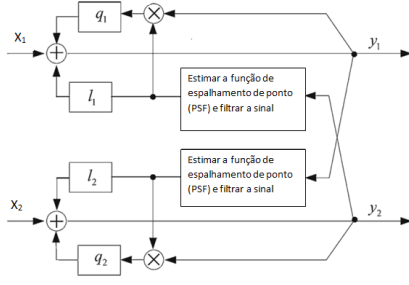 q1
X1
y1
l1
Estimar a função de
espalhamento de ponto
(PSF) e filtrar a sinal
l2
Estimar a função de
espalhamento de ponto
(PSF) e filtrar a sinal
X2
y2
q2